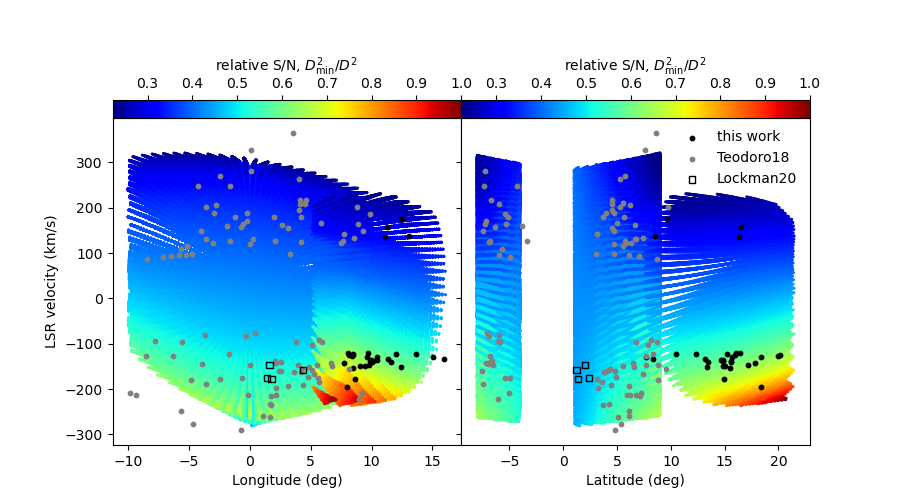 relative S/N, $D^2_{\min}/D^2$ relative S/N, $D^2_{\min}/D^2$
0.3 0.4 0.5 0.6 0.7 0.8 0.9 1.0 0.3 0.4 0.5 0.6 0.7 0.8 0.9 1.0
this work
Teodoro18
Lockman20
300
200
100
0
−100
−200
−300
LSR velocity (km/s)
−10 −5 0 5 10 15 −5 0 5 10 15 20
Longitude (deg) Latitude (deg)